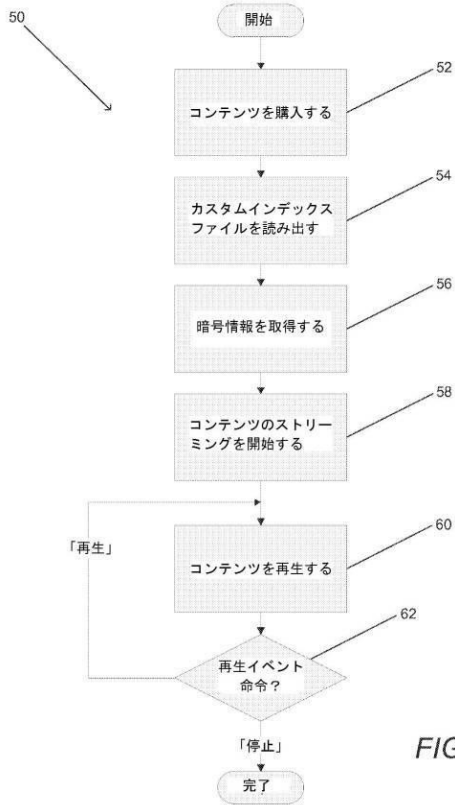 50
開始
52
コンテンツを購入する
54
カスタムインデックス
ファイルを読み出す
56
暗号情報を取得する
58
コンテンツのストリー
ミングを開始する
「再生」
60
コンテンツを再生する
62
再生イベント
命令？
「停止」
FIG
完了